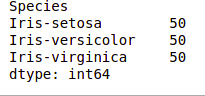 Species
Iris-setosa 50
Iris-versicolor 50
Iris-virginica 50
dtype: int64